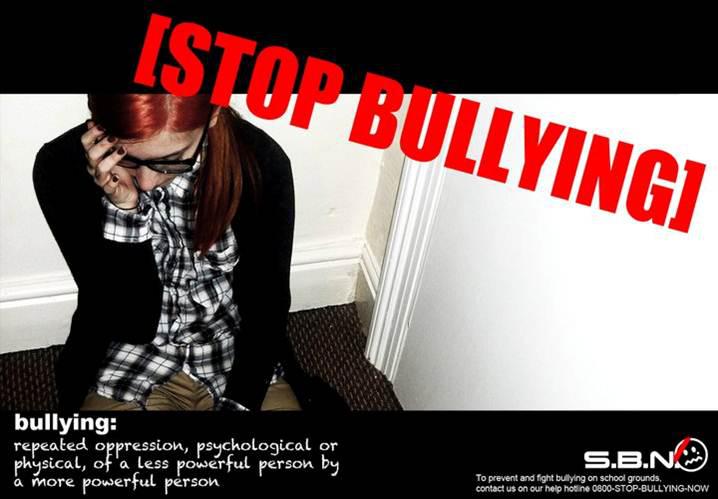 [STOP BULLYING]
bullying:
repeated oppression, psychological or
physical, of a less powerful person by
a more powerful person
S.B.N.
To prevent and fight bullying on school grounds,
contact us on our help hotline 0800-STOP-BULLYING-NOW